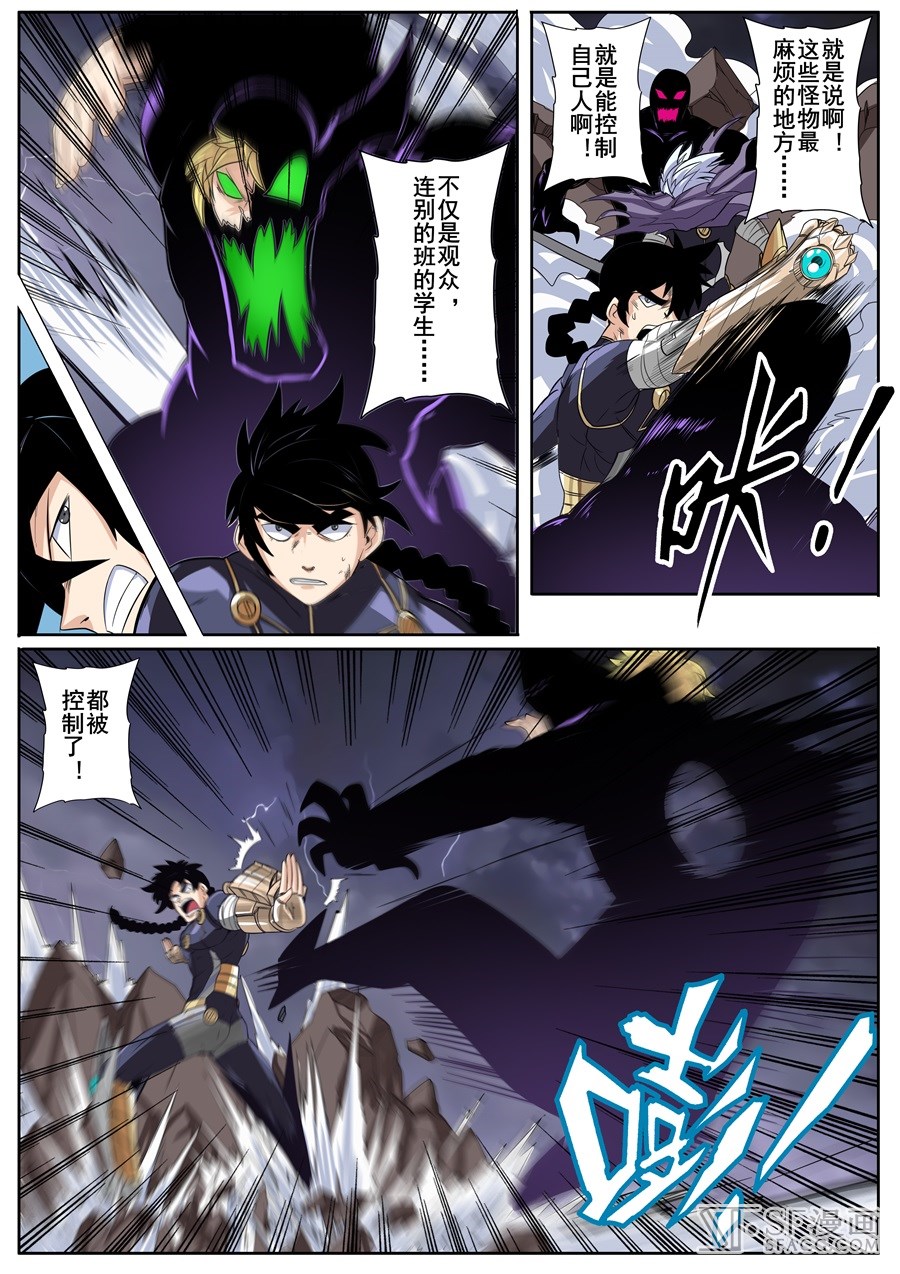 就是说啊！
这些怪物最
麻烦的地方……
就是能控制
自己人啊！
咔！
不仅是观众，
连别的班的学生……
都被
控制了！
嘭！
SF漫画
SFACG.COM